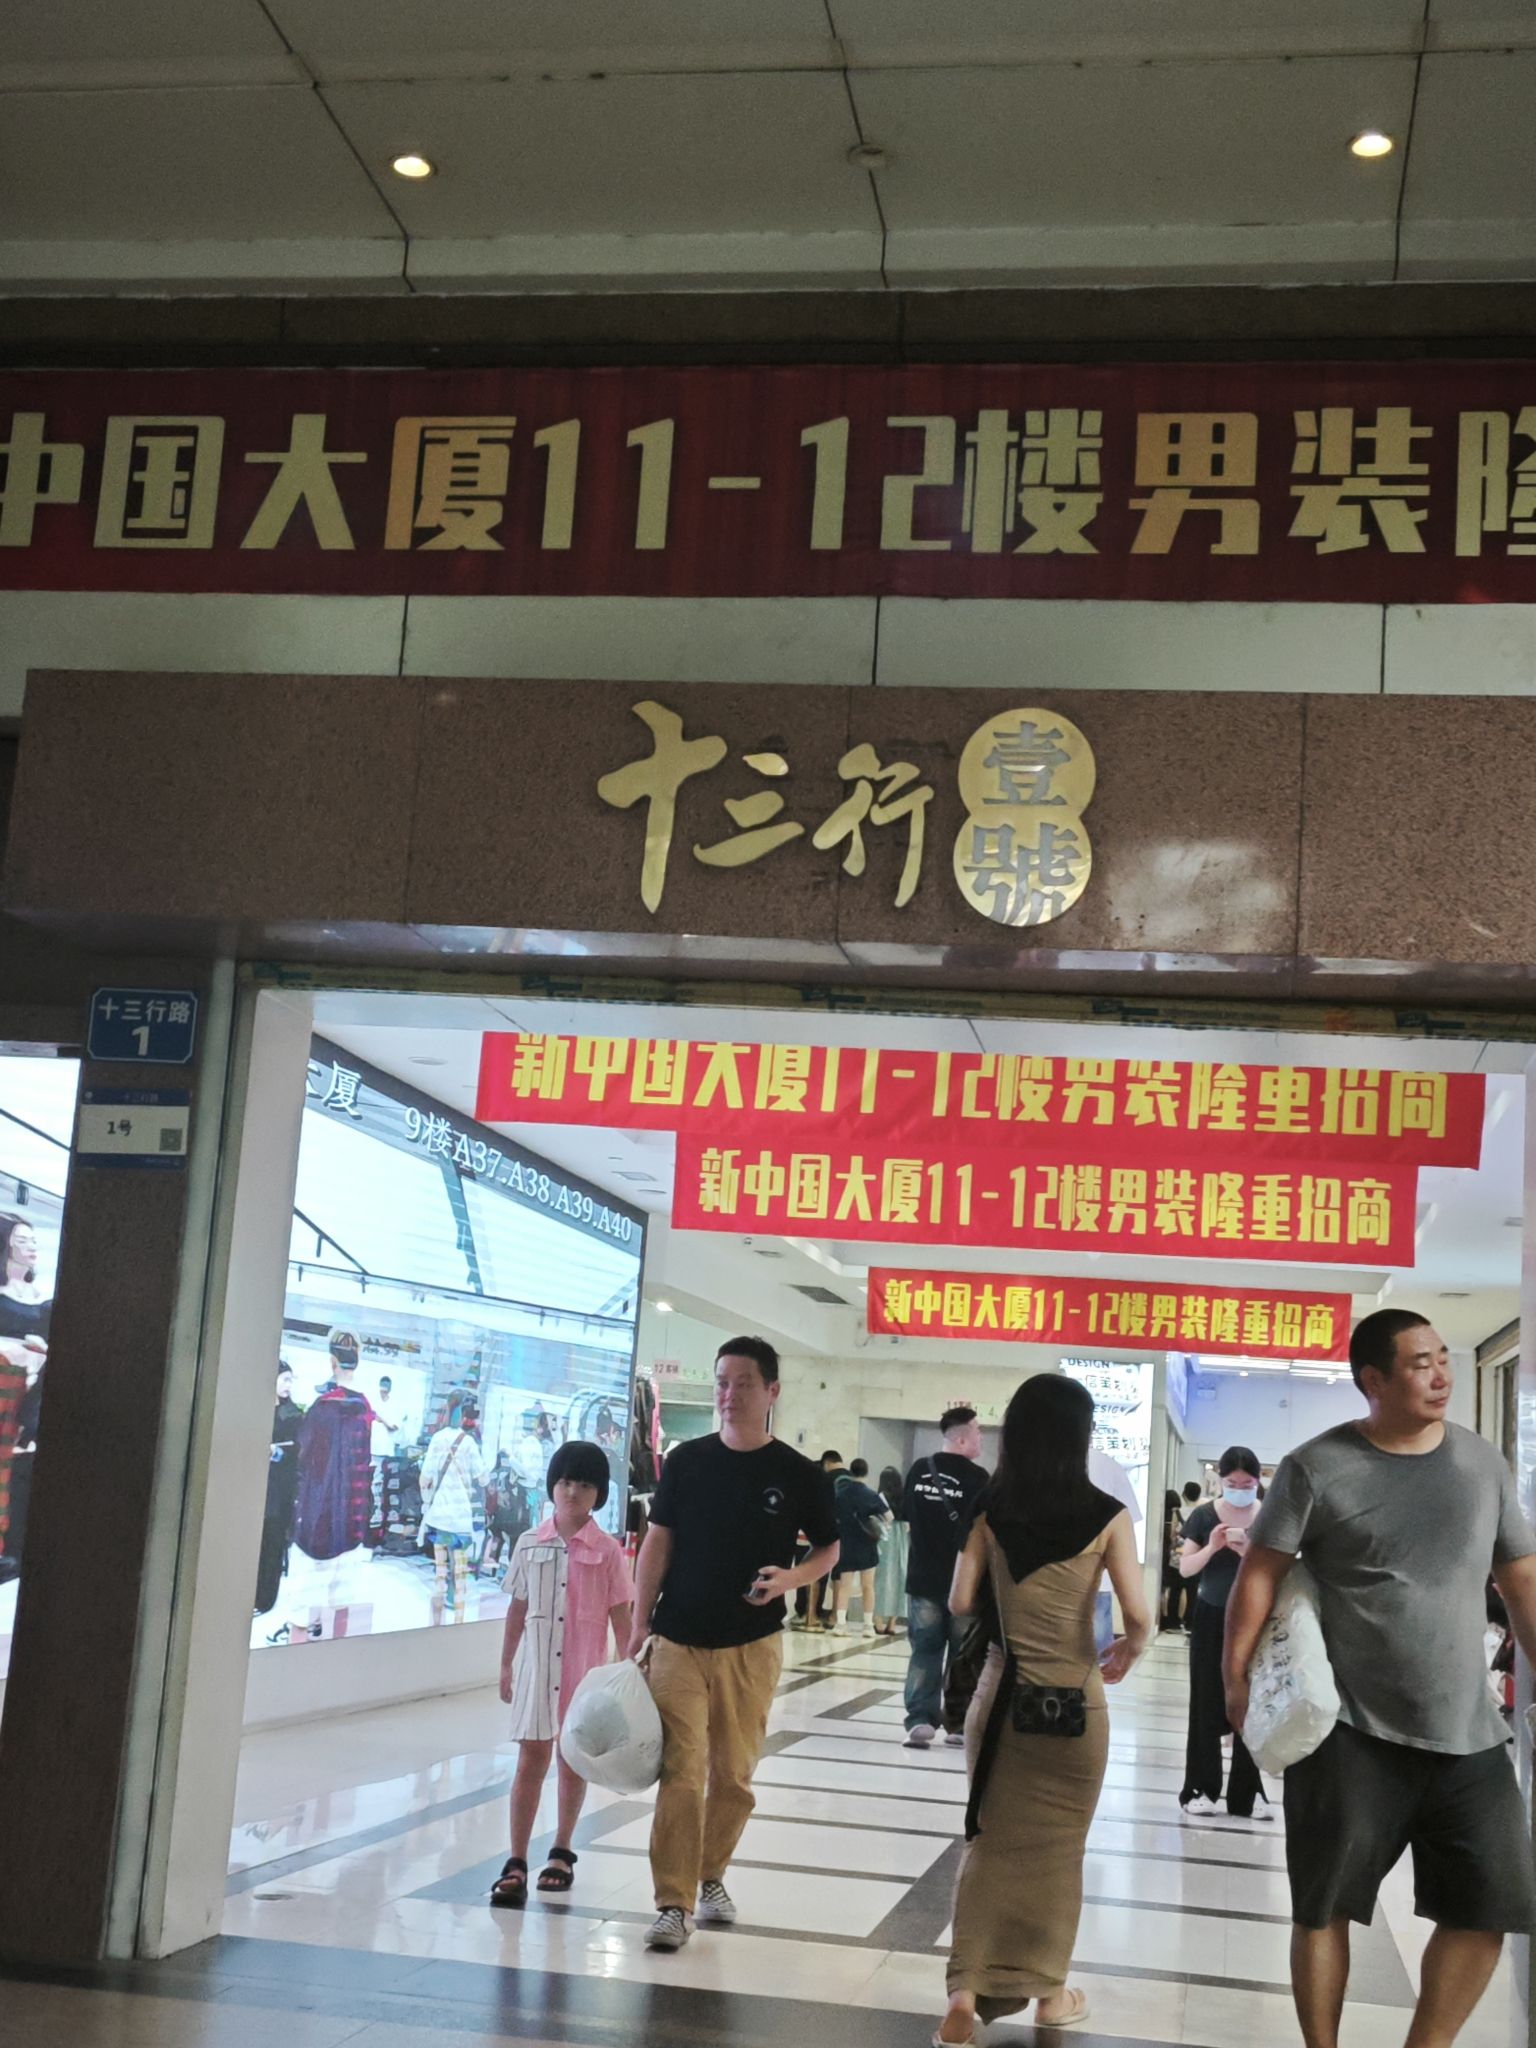 中国大厦11-12楼男装隆
十三行壹號
十三行路
1
十三行路
1号
大厦 9楼A37.A38.A39.A40
新中国大厦11-12楼男装隆重招商
新中国大厦11-12楼男装隆重招商
新中国大厦11-12楼男装隆重招商
DESIGN